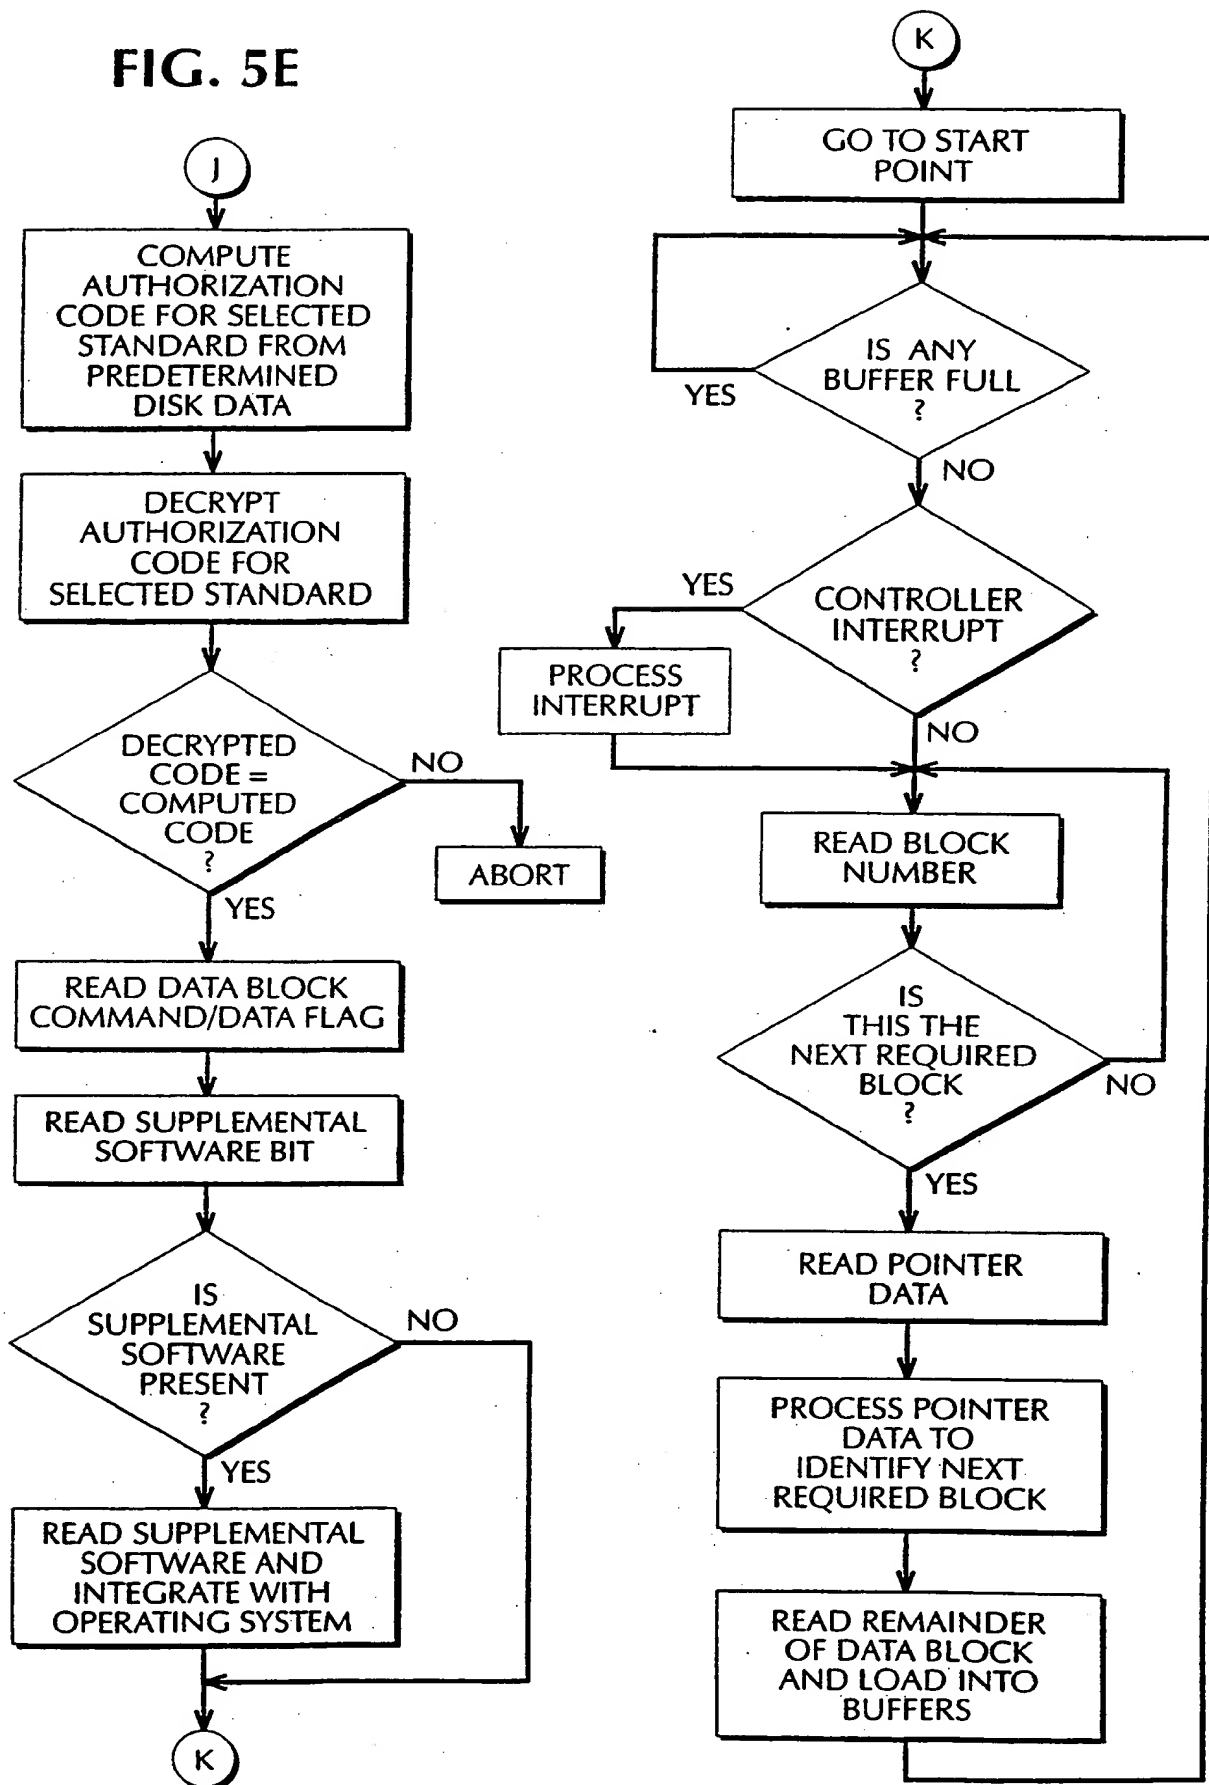 FIG. 5E
J
COMPUTE
AUTHORIZATION
CODE FOR SELECTED
STANDARD FROM
PREDETERMINED
DISK DATA
DECRYPT
AUTHORIZATION
CODE FOR
SELECTED STANDARD
DECRYPTED
CODE =
COMPUTED
CODE
?
NO
ABORT
YES
READ DATA BLOCK
COMMAND/DATA FLAG
READ SUPPLEMENTAL
SOFTWARE BIT
IS
SUPPLEMENTAL
SOFTWARE
PRESENT
?
NO
YES
READ SUPPLEMENTAL
SOFTWARE AND
INTEGRATE WITH
OPERATING SYSTEM
K
K
GO TO START
POINT
IS ANY
BUFFER FULL
?
YES
NO
CONTROLLER
INTERRUPT
?
YES
PROCESS
INTERRUPT
NO
READ BLOCK
NUMBER
IS
THIS THE
NEXT REQUIRED
BLOCK
?
NO
YES
READ POINTER
DATA
PROCESS POINTER
DATA TO
IDENTIFY NEXT
REQUIRED BLOCK
READ REMAINDER
OF DATA BLOCK
AND LOAD INTO
BUFFERS